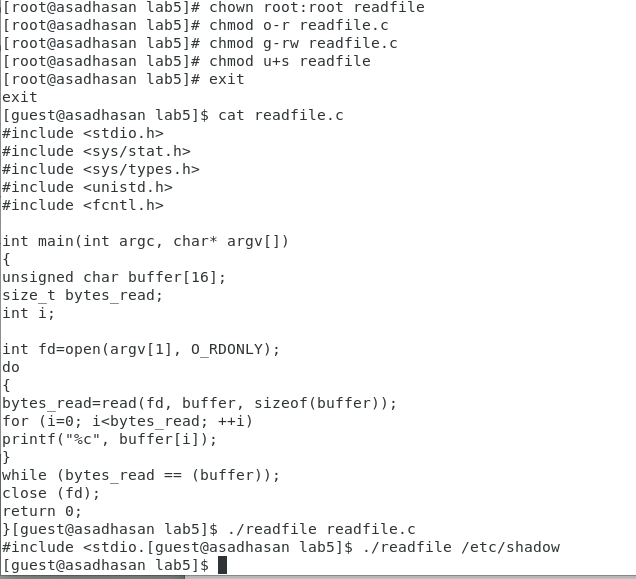 [root@asadhasan lab5]# chown root:root readfile
[root@asadhasan lab5]# chmod o-r readfile.c
[root@asadhasan lab5]# chmod g-rw readfile.c
[root@asadhasan lab5]# chmod u+s readfile
[root@asadhasan lab5]# exit
exit
[guest@asadhasan lab5]$ cat readfile.c
#include <stdio.h>
#include <sys/stat.h>
#include <sys/types.h>
#include <unistd.h>
#include <fcntl.h>
int main(int argc, char* argv[])
{
unsigned char buffer[16];
size_t bytes_read;
int i;
int fd=open(argv[1], O_RDONLY);
do
{
bytes_read=read(fd, buffer, sizeof(buffer));
for (i=0; i<bytes_read; ++i)
printf("%c", buffer[i]);
}
while (bytes_read == (buffer));
close (fd);
return 0;
}[guest@asadhasan lab5]$ ./readfile readfile.c
#include <stdio.[guest@asadhasan lab5]$ ./readfile /etc/shadow
[guest@asadhasan lab5]$